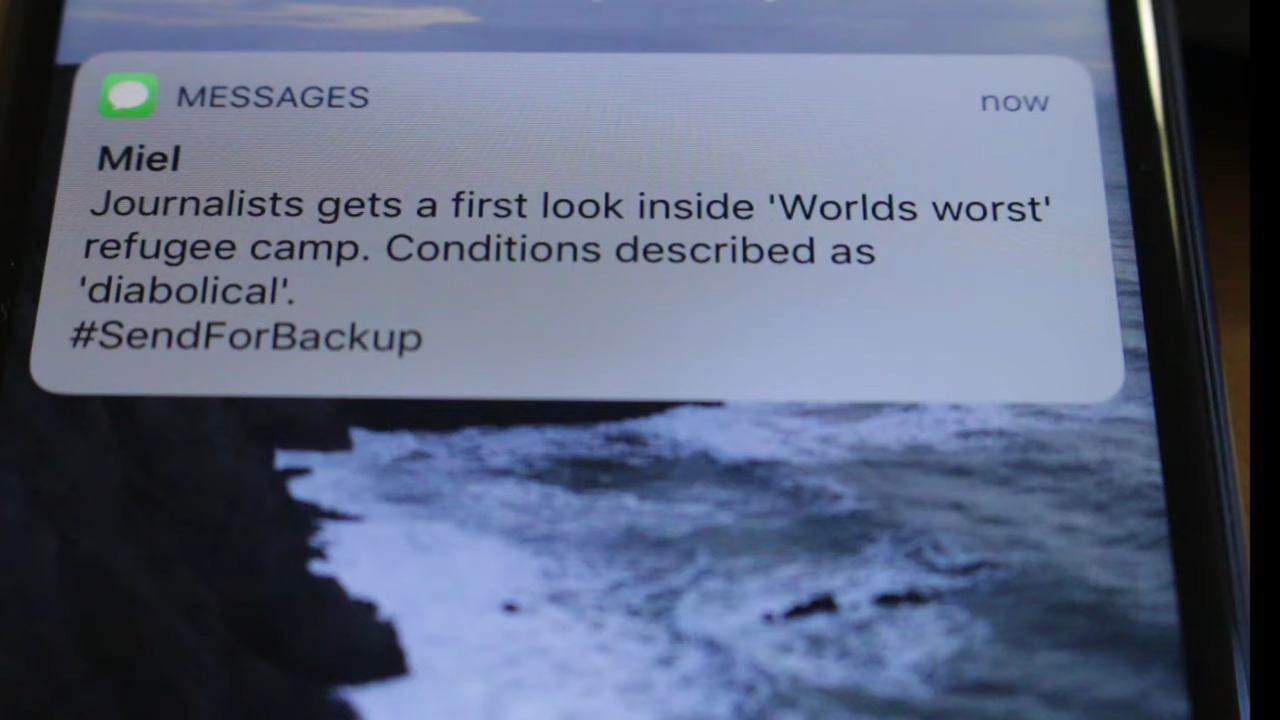 MESSAGES now
Miel
Journalists gets a first look inside 'Worlds worst'
refugee camp. Conditions described as
'diabolical'.
#SendForBackup